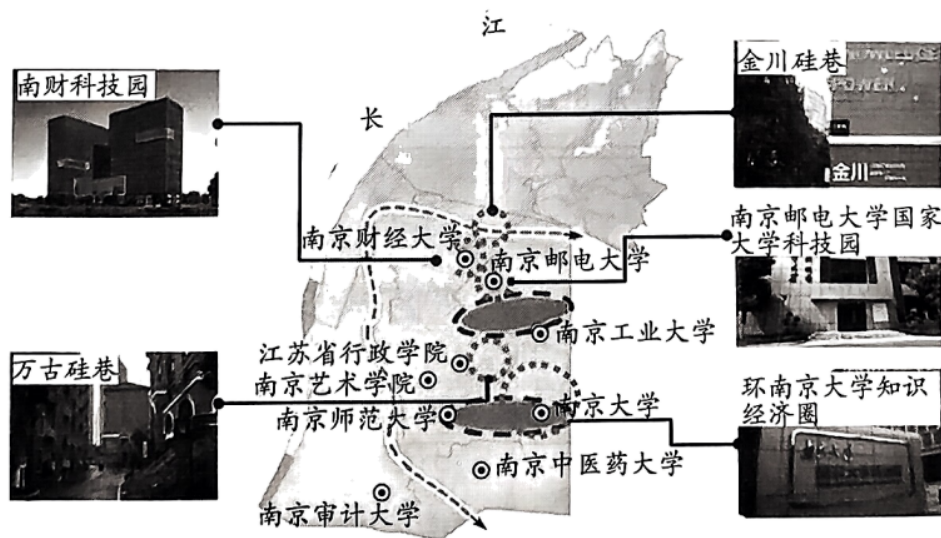 江
长
南财科技园
金川硅巷
KNOWLEDGE
POWER
金川
南京邮电大学国家
大学科技园
南京财经大学
南京邮电大学
南京工业大学
江苏省行政学院
南京艺术学院
南京师范大学
南京大学
万古硅巷
环南京大学知识
经济圈
南京中医药大学
南京审计大学